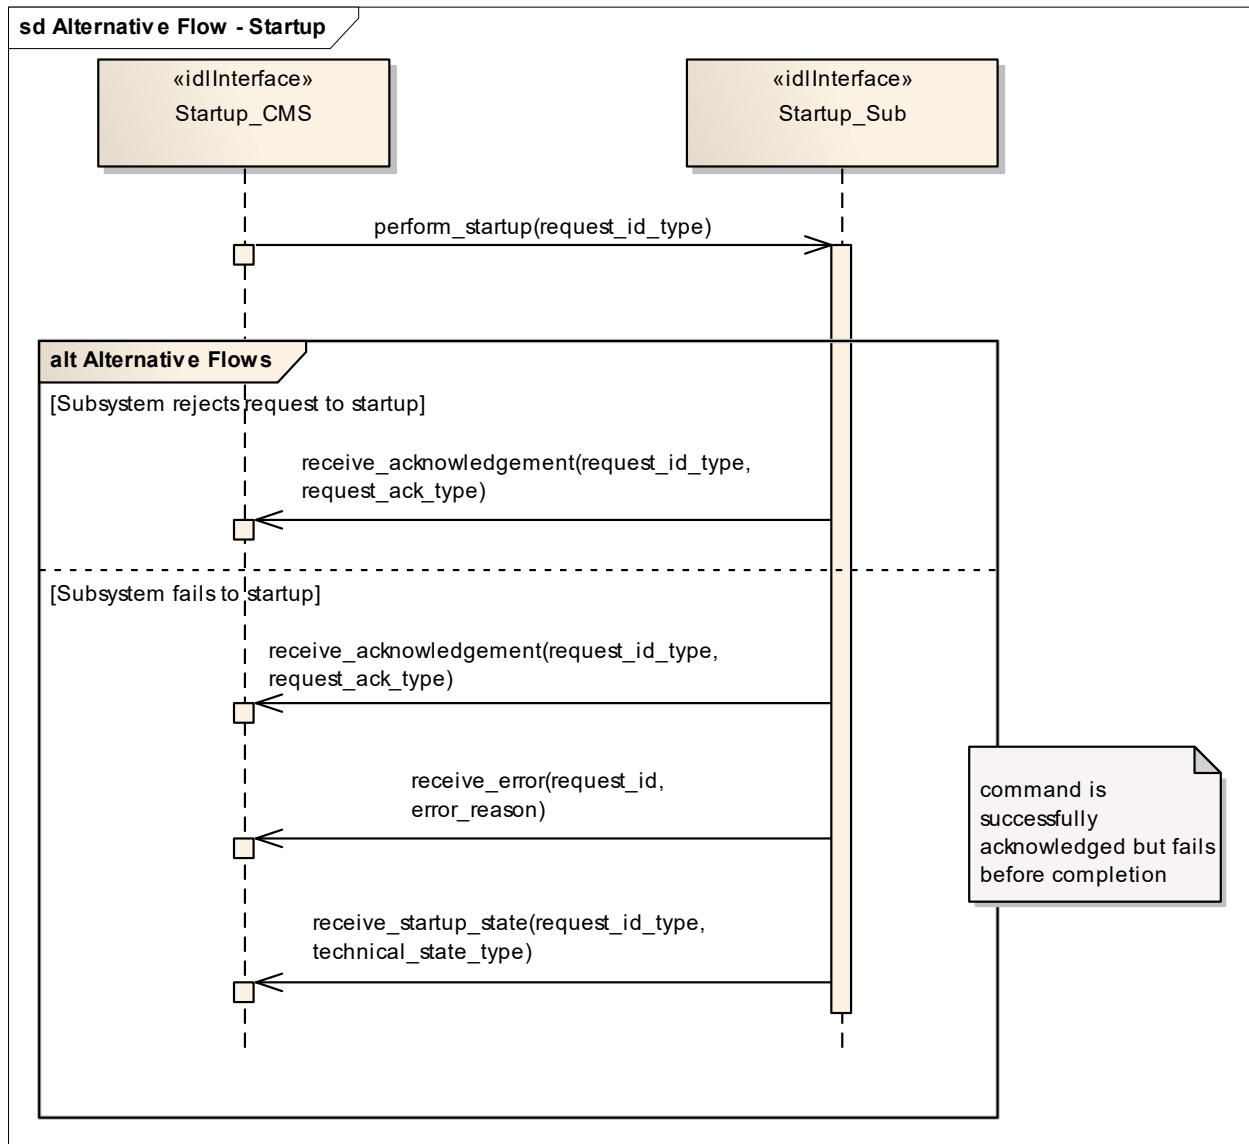 sd Alternative Flow - Startup
«idlInterface»
Startup_CMS
«idlInterface»
Startup_Sub
perform_startup(request_id_type)
alt Alternative Flows
[Subsystem rejects request to startup]
receive_acknowledgement(request_id_type,
request_ack_type)
[Subsystem fails to startup]
receive_acknowledgement(request_id_type,
request_ack_type)
receive_error(request_id,
error_reason)
command is
successfully
acknowledged but fails
before completion
receive_startup_state(request_id_type,
technical_state_type)